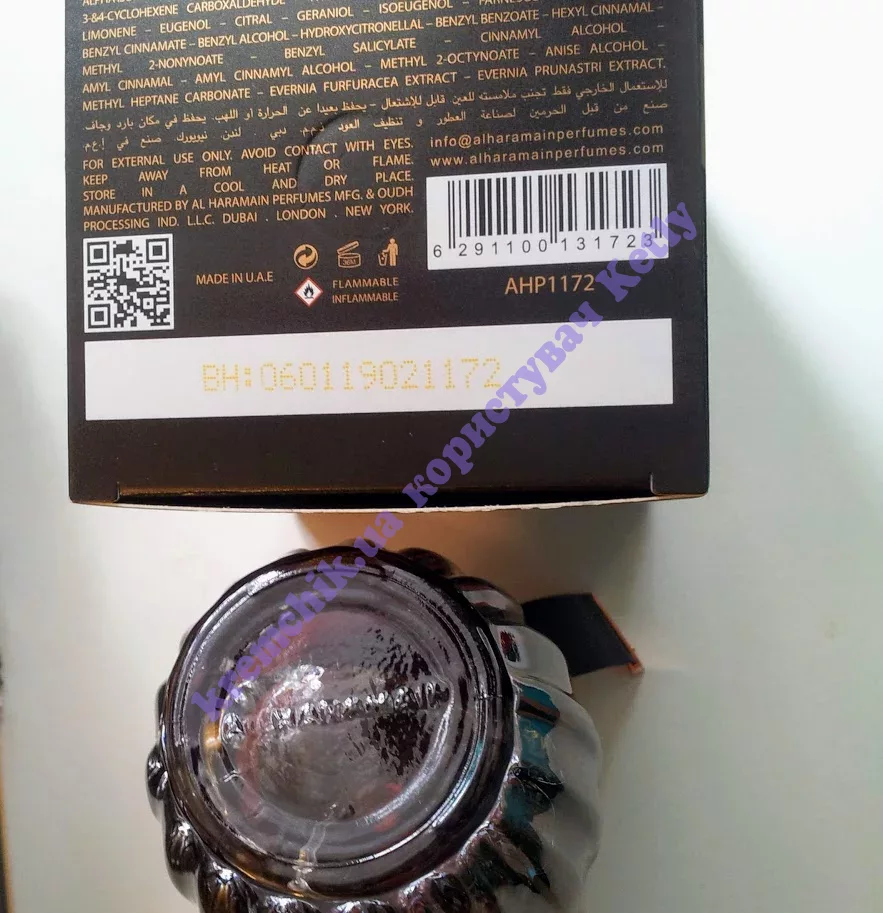 3-&4-CYCLOHEXENE CARBOXALDEHYDE
LIMONENE – EUGENOL – CITRAL – GERANIOL – ISOEUGENOL –
BENZYL CINNAMATE – BENZYL ALCOHOL – HYDROXYCITRONELLAL – BENZYL BENZOATE – HEXYL CINNAMAL –
METHYL 2-NONYNOATE – BENZYL SALICYLATE – CINNAMYL ALCOHOL –
AMYL CINNAMAL – AMYL CINNAMYL ALCOHOL – METHYL 2-OCTYNOATE – ANISE ALCOHOL –
METHYL HEPTANE CARBONATE – EVERNIA FURFURACEA EXTRACT – EVERNIA PRUNASTRI EXTRACT.
للإستعمال الخارجي فقط تجنب ملامسته للعين قابل للإشتعال – يحفظ بعيدا عن الحرارة او اللهب. يحفظ في مكان بارد وجاف
صنع من قبل الحرمين لصناعة العطور و تنظيف العود ذ.م.م دبي لندن نيويورك صنع في إ.ع.م
FOR EXTERNAL USE ONLY. AVOID CONTACT WITH EYES.
KEEP AWAY FROM HEAT OR FLAME.
STORE IN A COOL AND DRY PLACE.
MANUFACTURED BY AL HARAMAIN PERFUMES MFG. & OUDH
PROCESSING IND. L.L.C. DUBAI . LONDON . NEW YORK.
info@alharamainperfumes.com
www.alharamainperfumes.com
6 291100 131723
AHP1172
MADE IN U.A.E
36M
FLAMMABLE
INFLAMMABLE
BH:060119021172
AL HARAMAIN
kremchik.ua користувач Ketly